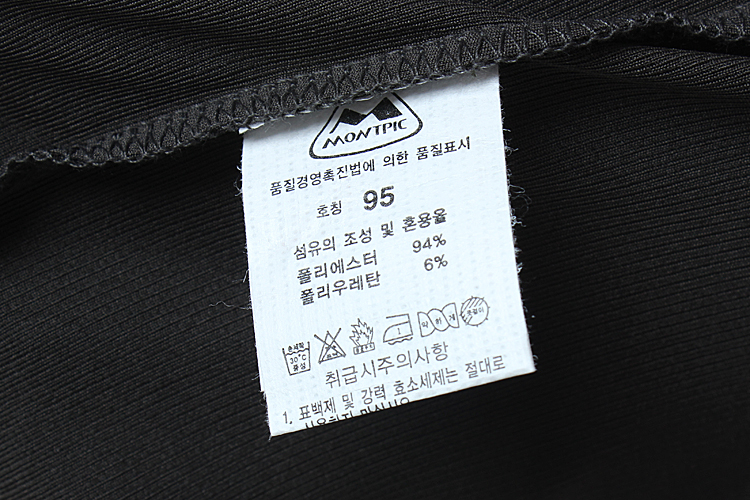 MONTPIC
품질경영촉진법에 의한 품질표시
호칭 95
섬유의 조성 및 혼용율
폴리에스터 94%
폴리우레탄 6%
손세탁
30℃
중성
약하게
취급시주의사항
1. 표백제 및 강력 효소세제는 절대로